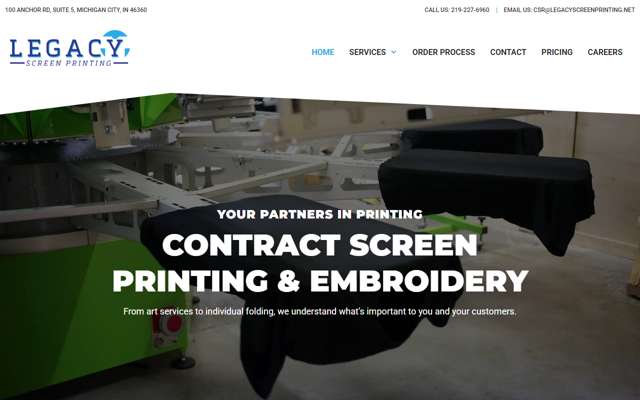 100 ANCHOR RD, SUITE 5, MICHIGAN CITY, IN 46360
CALL US: 219-227-6960 | EMAIL US: CSR@LEGACYSCREENPRINTING.NET
LEGACY
SCREEN PRINTING
HOME SERVICES ORDER PROCESS CONTACT PRICING CAREERS
YOUR PARTNERS IN PRINTING
CONTRACT SCREEN
PRINTING & EMBROIDERY
From art services to individual folding, we understand what's important to you and your customers.